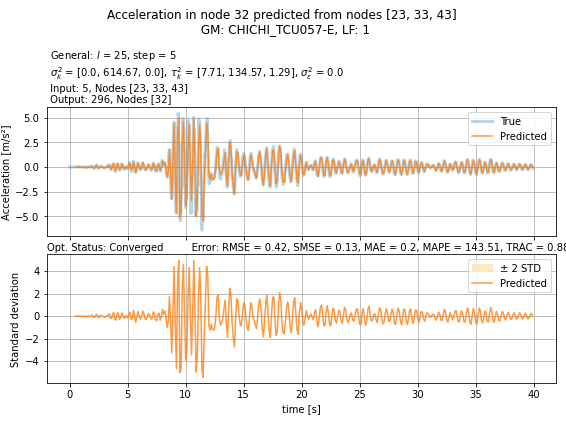 Acceleration in node 32 predicted from nodes [23, 33, 43]
GM: CHICHI_TCU057-E, LF: 1
General: l = 25, step = 5
σ²ₖ = [0.0, 614.67, 0.0], τ²ₖ = [7.71, 134.57, 1.29], σ²ε = 0.0
Input: 5, Nodes [23, 33, 43]
Output: 296, Nodes [32]
Acceleration [m/s²]
5.0
2.5
0.0
−2.5
−5.0
True
Predicted
Opt. Status: Converged Error: RMSE = 0.42, SMSE = 0.13, MAE = 0.2, MAPE = 143.51, TRAC = 0.88
Standard deviation
4
2
0
−2
−4
± 2 STD
Predicted
0 5 10 15 20 25 30 35 40
time [s]